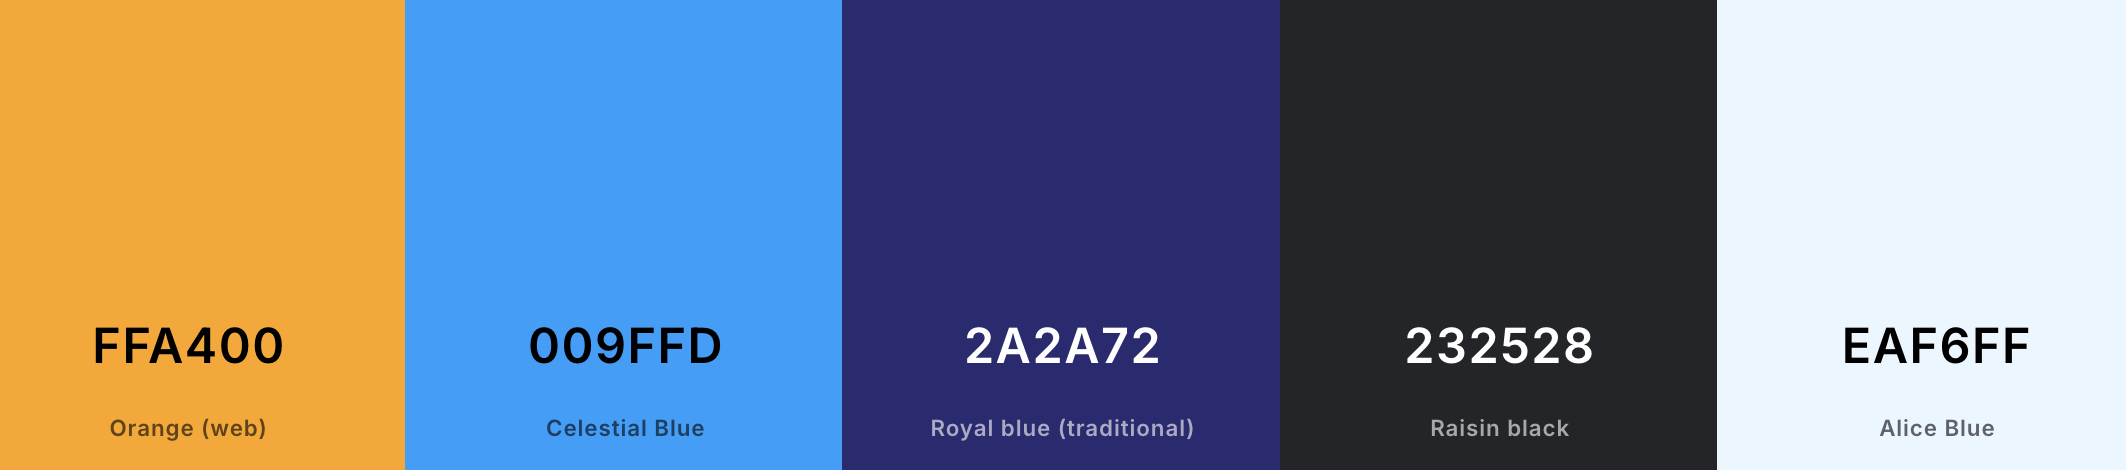 FFA400
Orange (web)
009FFD
Celestial Blue
2A2A72
Royal blue (traditional)
232528
Raisin black
EAF6FF
Alice Blue